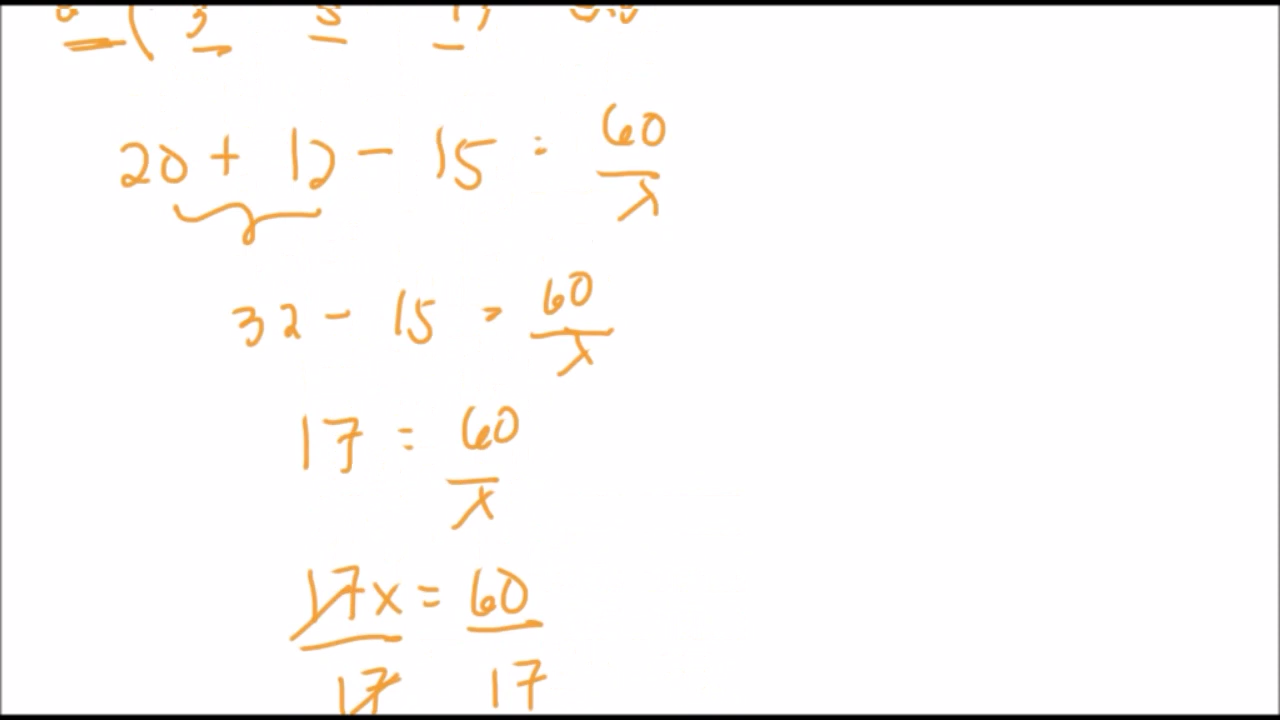 20 + 12 - 15 = 60/x
32 - 15 = 60/x
17 = 60/x
17x = 60
17 17